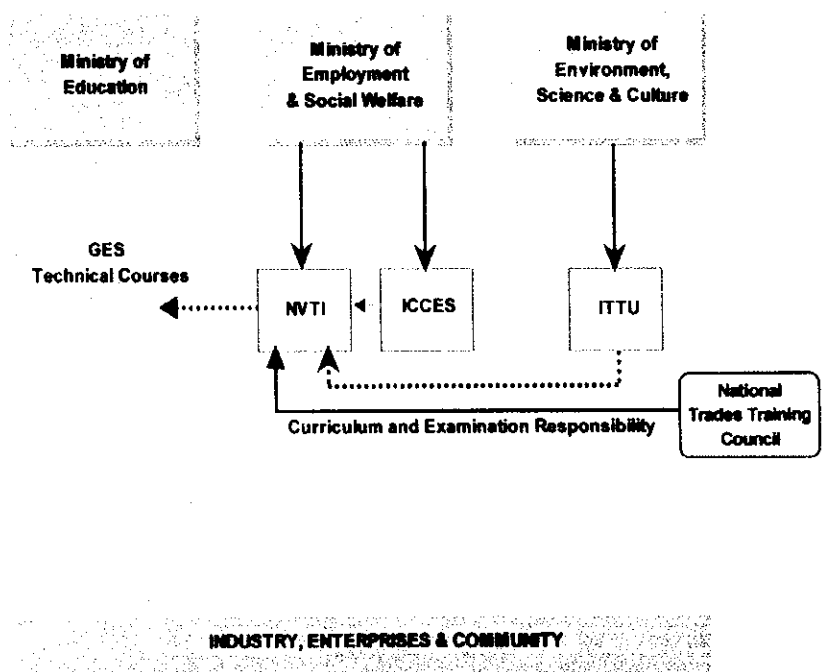 Ministry of
Education
Ministry of
Employment
& Social Welfare
Ministry of
Environment,
Science & Culture
GES
Technical Courses
NVTI
ICCES
ITTU
National
Trades Training
Council
Curriculum and Examination Responsibility
INDUSTRY, ENTERPRISES & COMMUNITY